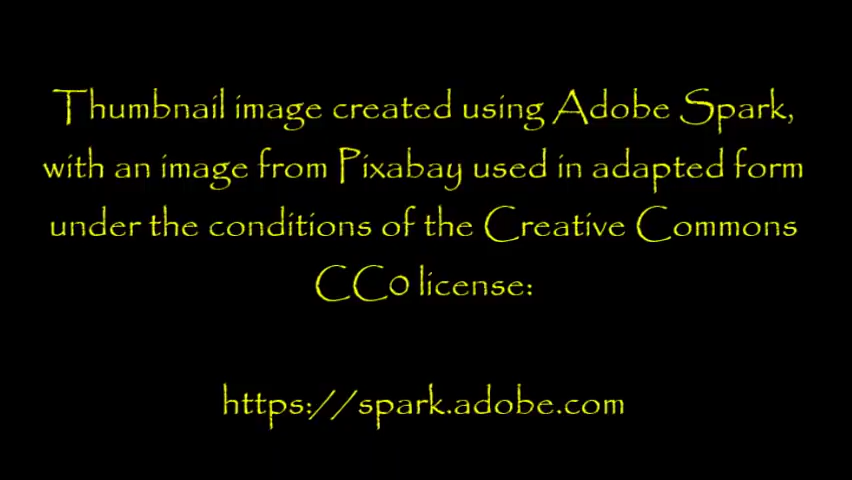 Thumbnail image created using Adobe Spark,
with an image from Pixabay used in adapted form
under the conditions of the Creative Commons
CC0 license:
https://spark.adobe.com